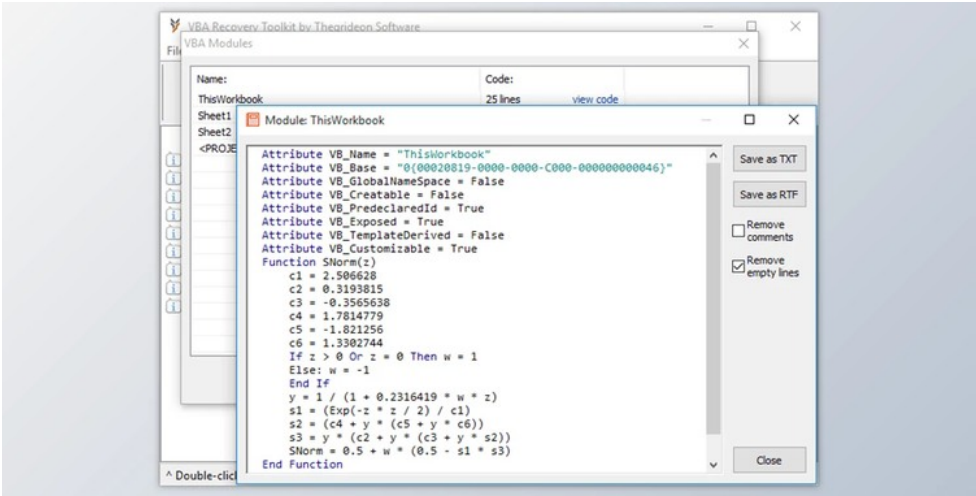 VBA Recovery Toolkit by Thegrideon Software
VBA Modules
Name: Code:
ThisWorkbook 25 lines view code
Sheet1
Sheet2
<PROJE
Module: ThisWorkbook
Attribute VB_Name = "ThisWorkbook"
Attribute VB_Base = "0{00020819-0000-0000-C000-000000000046}"
Attribute VB_GlobalNameSpace = False
Attribute VB_Creatable = False
Attribute VB_PredeclaredId = True
Attribute VB_Exposed = True
Attribute VB_TemplateDerived = False
Attribute VB_Customizable = True
Function SNorm(z)
c1 = 2.506628
c2 = 0.3193815
c3 = -0.3565638
c4 = 1.7814779
c5 = -1.821256
c6 = 1.3302744
If z > 0 Or z = 0 Then w = 1
Else: w = -1
End If
y = 1 / (1 + 0.2316419 * w * z)
s1 = (Exp(-z * z / 2) / c1)
s2 = (c4 + y * (c5 + y * c6))
s3 = y * (c2 + y * (c3 + y * s2))
SNorm = 0.5 + w * (0.5 - s1 * s3)
End Function
Save as TXT
Save as RTF
Remove
comments
Remove
empty lines
Close
^ Double-clic